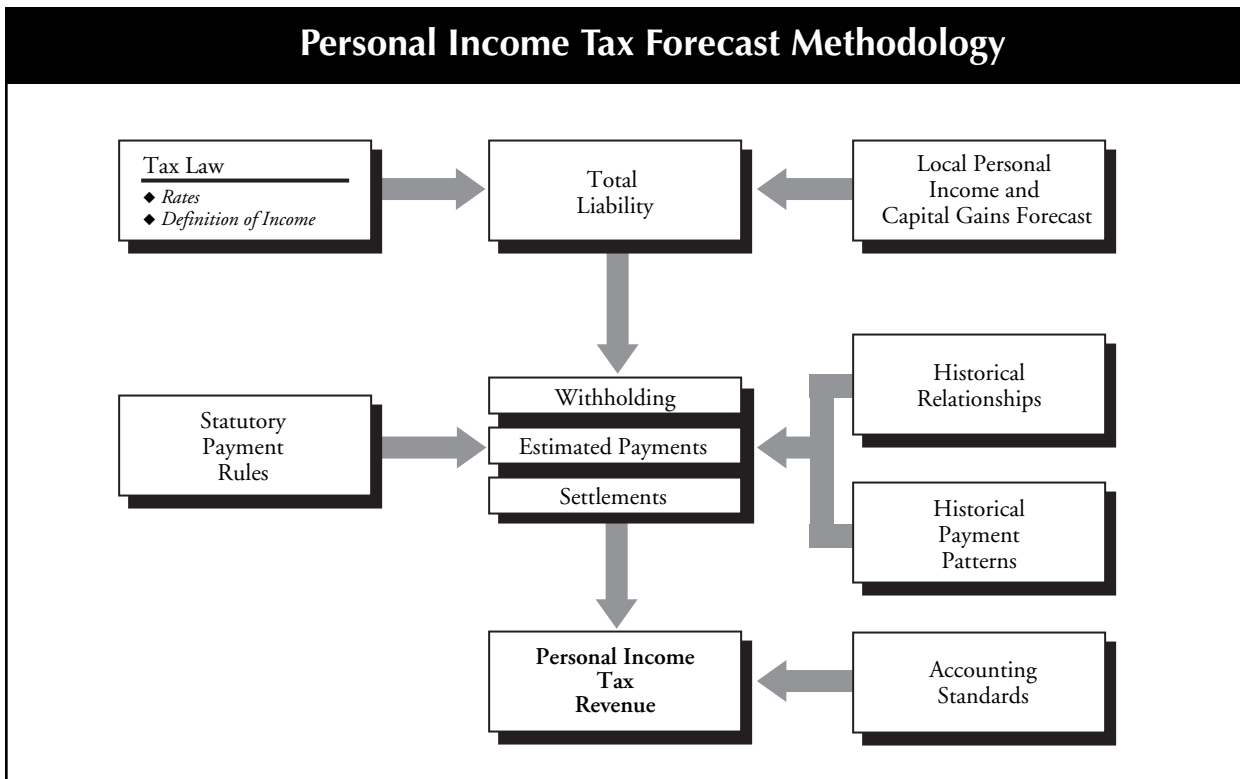 Personal Income Tax Forecast Methodology
Tax Law
◆ Rates
◆ Definition of Income
Total
Liability
Local Personal
Income and
Capital Gains Forecast
Statutory
Payment
Rules
Withholding
Estimated Payments
Settlements
Historical
Relationships
Historical
Payment
Patterns
Personal Income
Tax
Revenue
Accounting
Standards